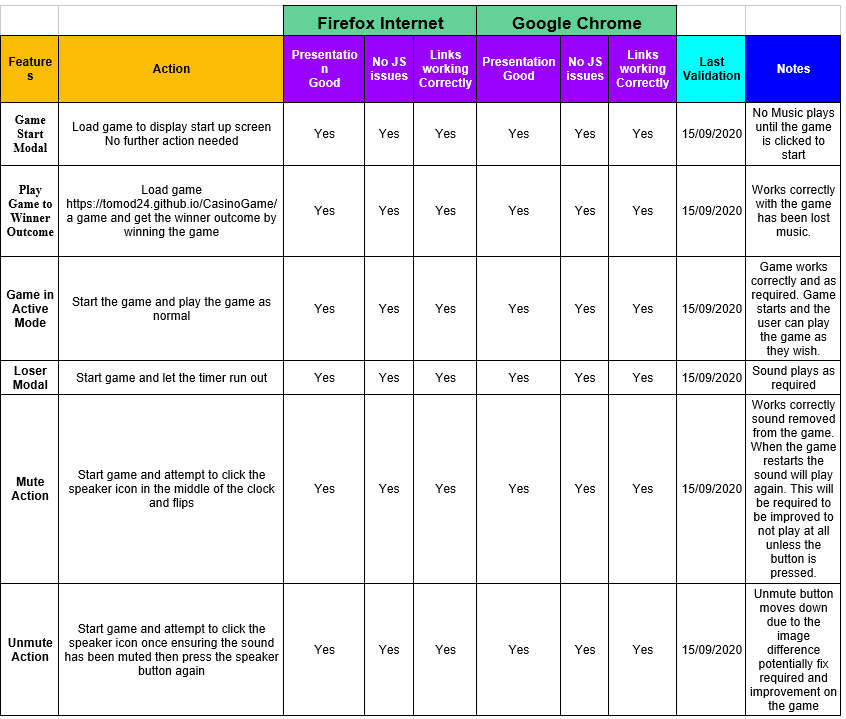 Firefox Internet Google Chrome
Feature
s
Action
Presentatio
n
Good
No JS
issues
Links
working
Correctly
Presentation
Good
No JS
issues
Links
working
Correctly
Last
Validation
Notes
Game
Start
Modal
Load game to display start up screen
No further action needed
Yes Yes Yes Yes Yes Yes 15/09/2020
No Music plays
until the game
is clicked to
start
Play
Game to
Winner
Outcome
Load game
https://tomod24.github.io/CasinoGame/
a game and get the winner outcome by
winning the game
Yes Yes Yes Yes Yes Yes 15/09/2020
Works correctly
with the game
has been lost
music.
Game in
Active
Mode
Start the game and play the game as
normal
Yes Yes Yes Yes Yes Yes 15/09/2020
Game works
correctly and as
required. Game
starts and the
user can play
the game as
they wish.
Loser
Modal
Start game and let the timer run out
Yes Yes Yes Yes Yes Yes 15/09/2020
Sound plays as
required
Mute
Action
Start game and attempt to click the
speaker icon in the middle of the clock
and flips
Yes Yes Yes Yes Yes Yes 15/09/2020
Works correctly
sound removed
from the game.
When the game
restarts the
sound will play
again. This will
be required to
be improved to
not play at all
unless the
button is
pressed.
Unmute
Action
Start game and attempt to click the
speaker icon once ensuring the sound
has been muted then press the speaker
button again
Yes Yes Yes Yes Yes Yes 15/09/2020
Unmute button
moves down
due to the
image
difference
potentially fix
required and
improvement on
the game